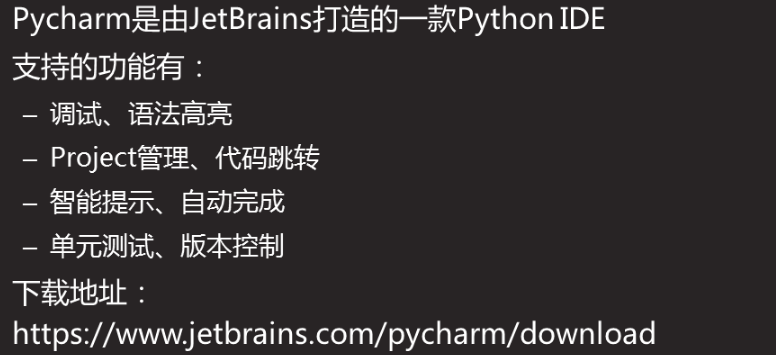 Pycharm是由JetBrains打造的一款Python IDE
支持的功能有：
– 调试、语法高亮
– Project管理、代码跳转
– 智能提示、自动完成
– 单元测试、版本控制
下载地址：
https://www.jetbrains.com/pycharm/download